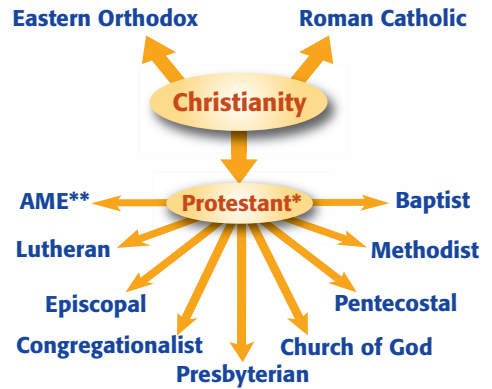 Eastern Orthodox
Roman Catholic
Christianity
Protestant*
AME**
Baptist
Lutheran
Methodist
Episcopal
Pentecostal
Congregationalist
Church of God
Presbyterian